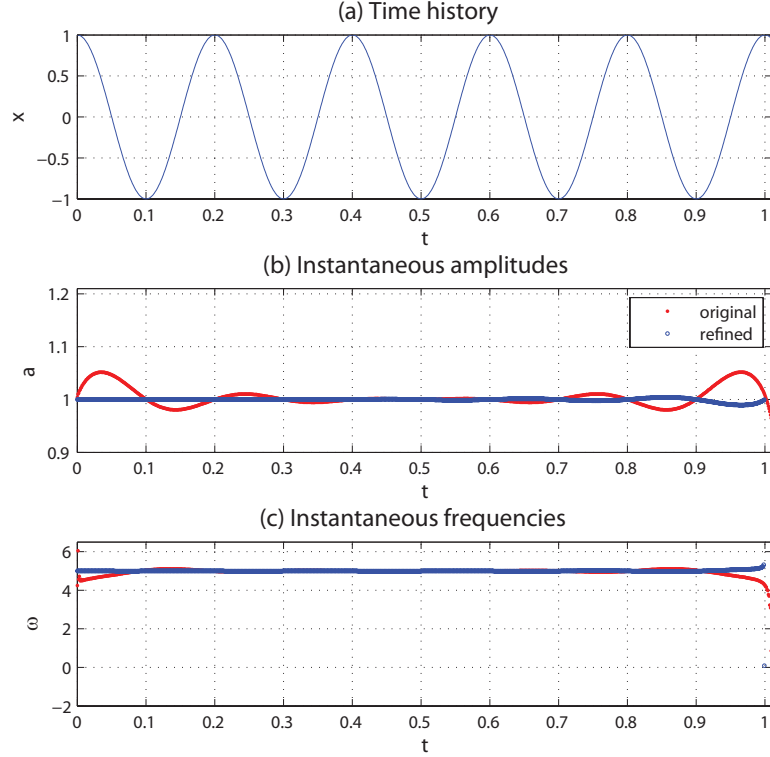 (a) Time history
1
0.5
0
−0.5
−1
x
0 0.1 0.2 0.3 0.4 0.5 0.6 0.7 0.8 0.9 1
t
(b) Instantaneous amplitudes
1.2
1.1
1
0.9
a
original
refined
0 0.1 0.2 0.3 0.4 0.5 0.6 0.7 0.8 0.9 1
t
(c) Instantaneous frequencies
6
4
2
0
−2
ω
0 0.1 0.2 0.3 0.4 0.5 0.6 0.7 0.8 0.9 1
t